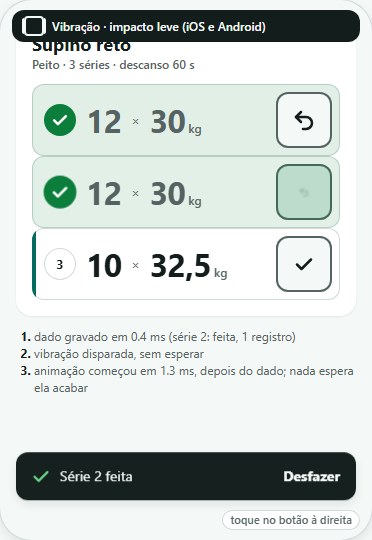 Vibração · impacto leve (iOS e Android)
Supino reto
Peito · 3 séries · descanso 60 s
12 × 30 kg
12 × 30 kg
3 10 × 32,5 kg
1. dado gravado em 0.4 ms (série 2: feita, 1 registro)
2. vibração disparada, sem esperar
3. animação começou em 1.3 ms, depois do dado; nada espera
ela acabar
Série 2 feita Desfazer
toque no botão à direita